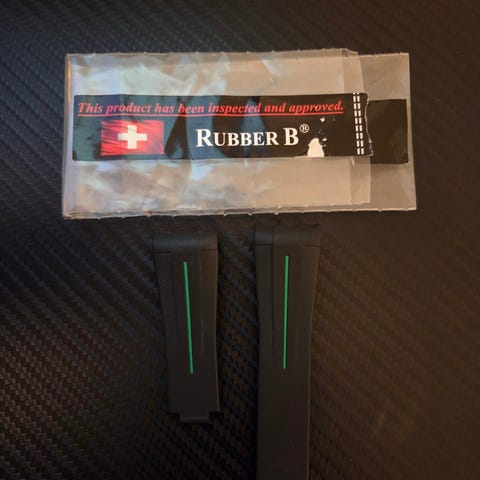 This product has been inspected and approved.
RUBBER B®